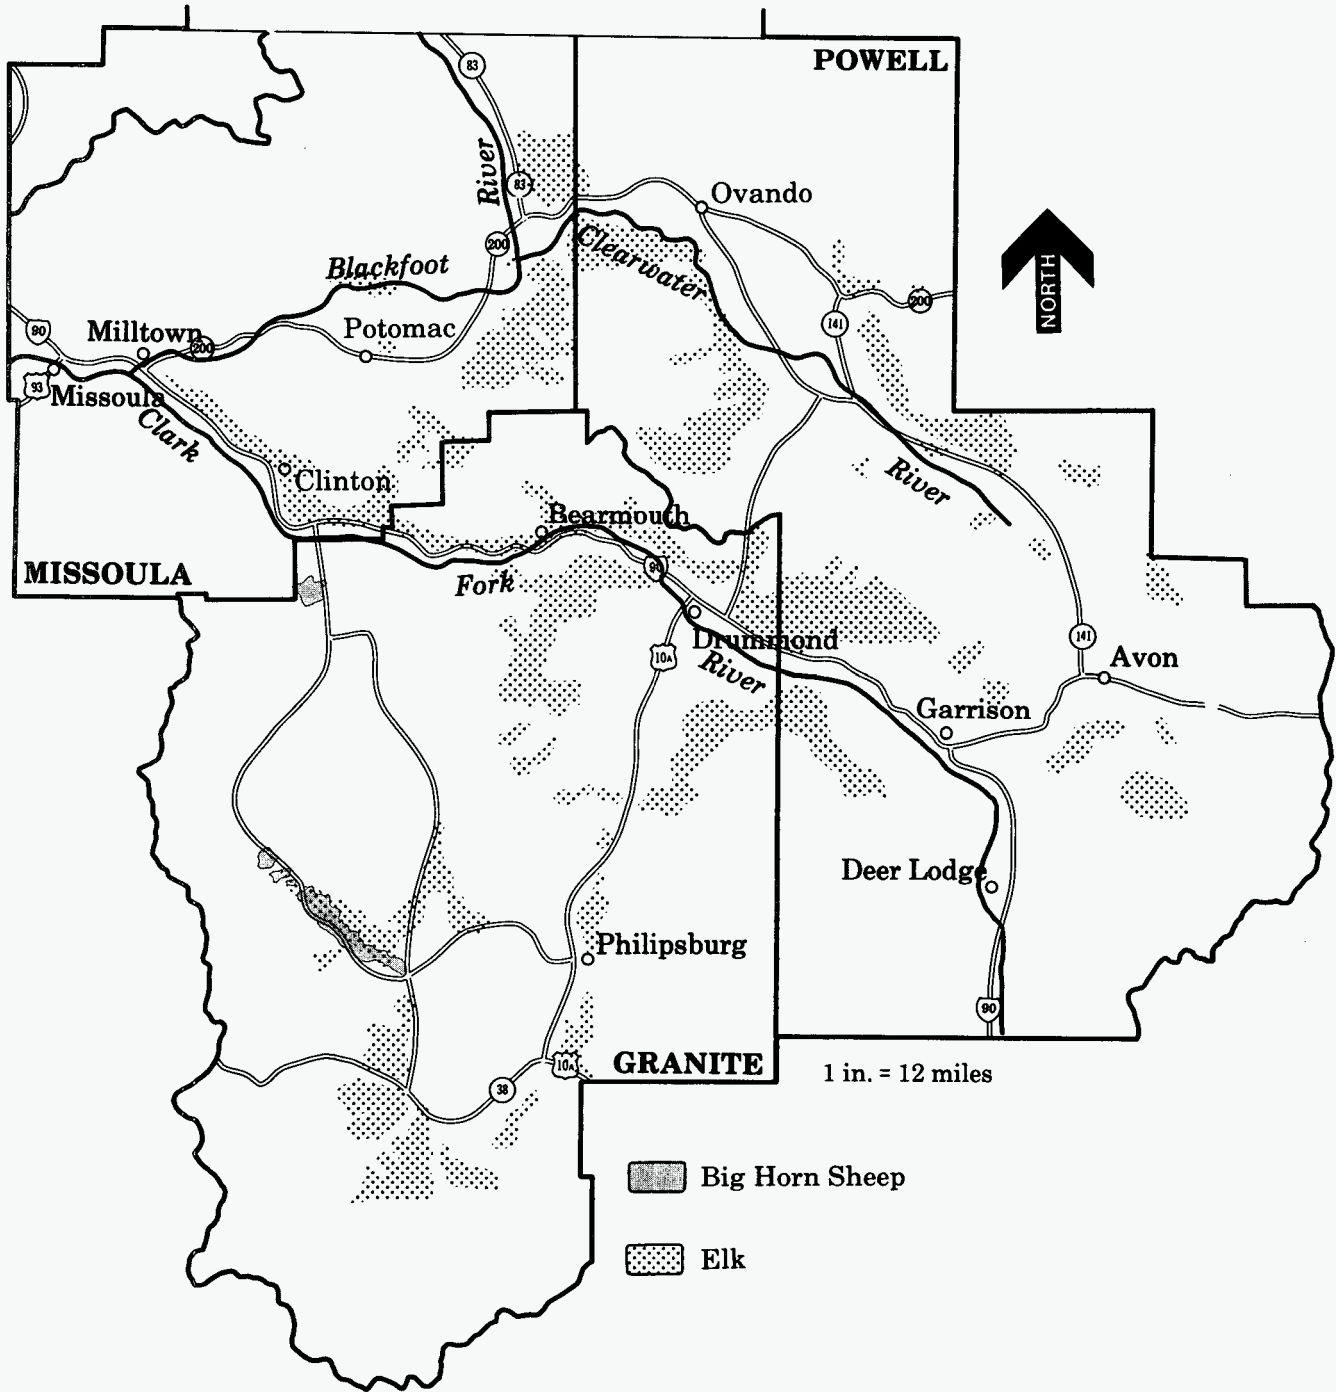 POWELL
83
River
83
Ovando
200
Clearwater
Blackfoot
NORTH
200
141
90
Milltown
200
Potomac
93
Missoula
Clark
Clinton
River
Bearmouth
MISSOULA
Fork
90
Drummond
141
10A
River
Avon
Garrison
Deer Lodge
Philipsburg
90
GRANITE
10A
1 in. = 12 miles
38
Big Horn Sheep
Elk